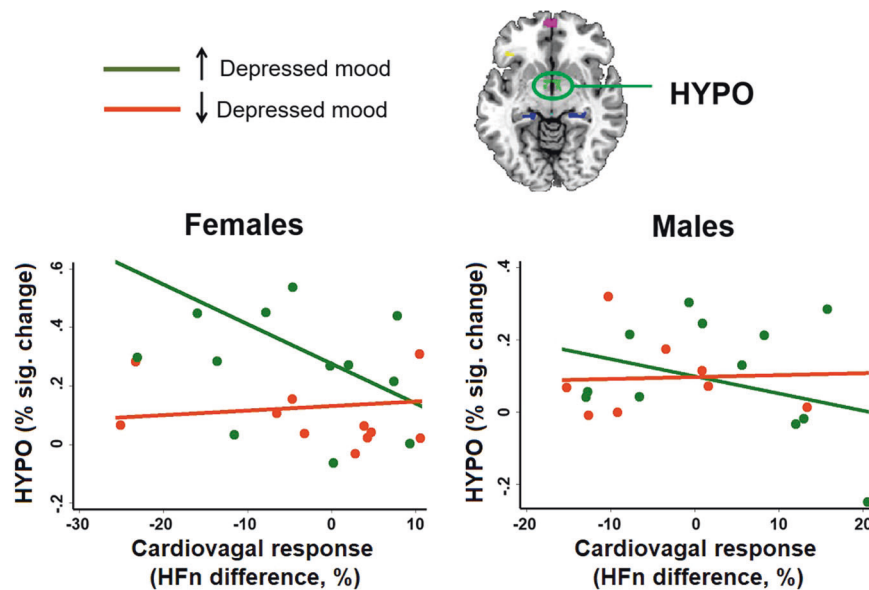 ↑ Depressed mood
↓ Depressed mood
HYPO
Females
Males
HYPO (% sig. change)
.6
.4
.2
0
-.2
-30
-20
-10
0
10
Cardiovagal response
(HFn difference, %)
HYPO (% sig. change)
.4
.2
0
-.2
-20
-10
0
10
20
Cardiovagal response
(HFn difference, %)